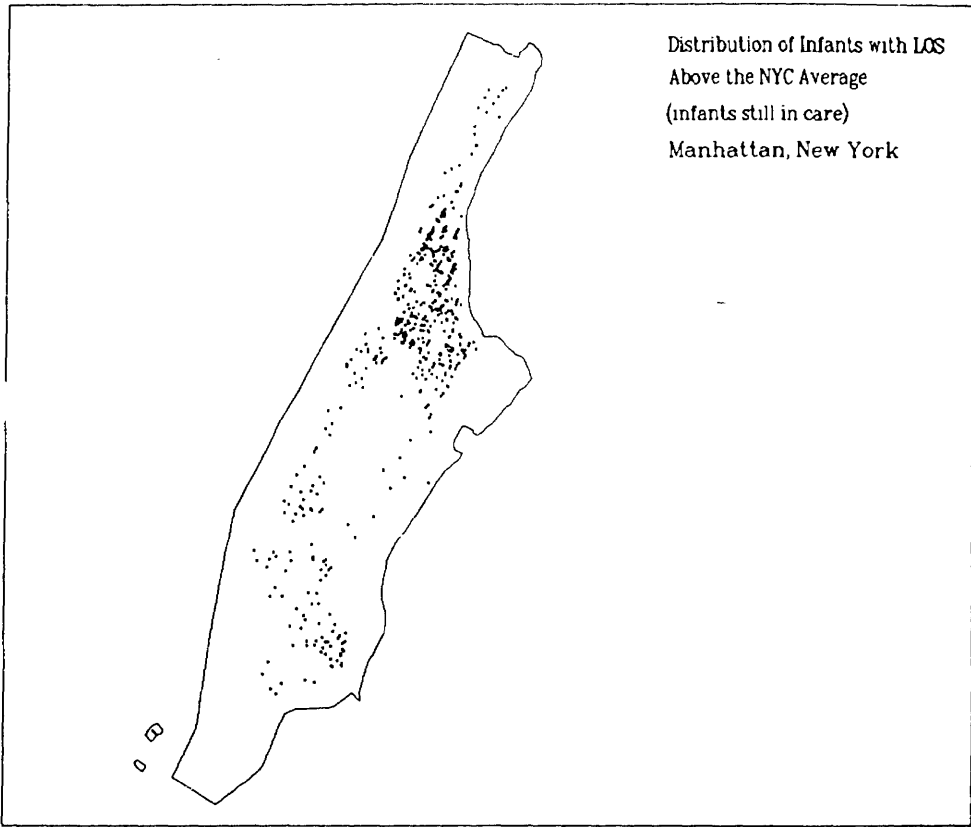 Distribution of Infants with LOS
Above the NYC Average
(infants still in care)
Manhattan, New York